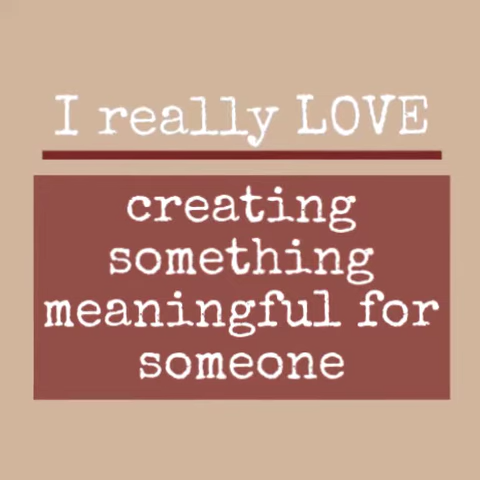 I really LOVE
creating
something
meaningful for
someone